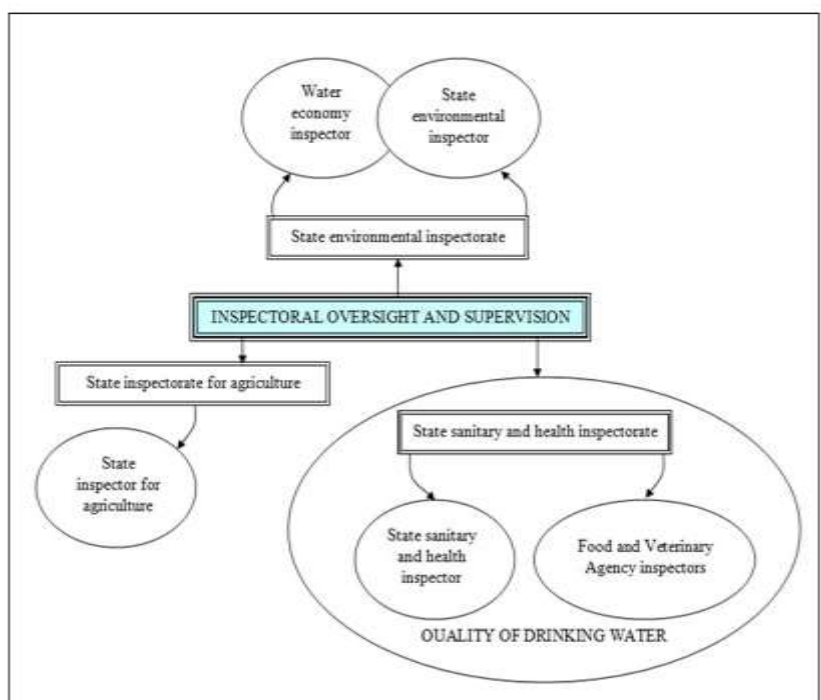 Water
economy
inspector
State
environmental
inspector
State environmental inspectorate
INSPECTORAL OVERSIGHT AND SUPERVISION
State inspectorate for agriculture
State sanitary and health inspectorate
State
inspector for
agriculture
State sanitary
and health
inspector
Food and Veterinary
Agency inspectors
QUALITY OF DRINKING WATER